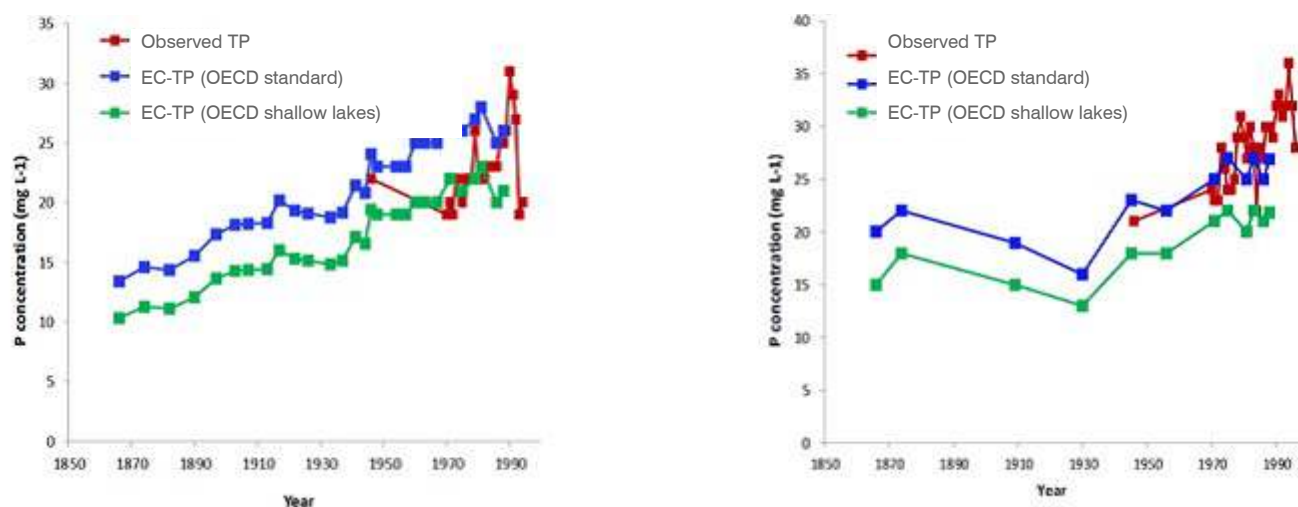 35
30
25
20
15
10
5
0
P concentration (mg L-1)
Observed TP
EC-TP (OECD standard)
EC-TP (OECD shallow lakes)
1850 1870 1890 1910 1930 1950 1970 1990
Year
40
35
30
25
20
15
10
5
0
P concentration (mg L-1)
Observed TP
EC-TP (OECD standard)
EC-TP (OECD shallow lakes)
1850 1870 1890 1910 1930 1950 1970 1990
Year